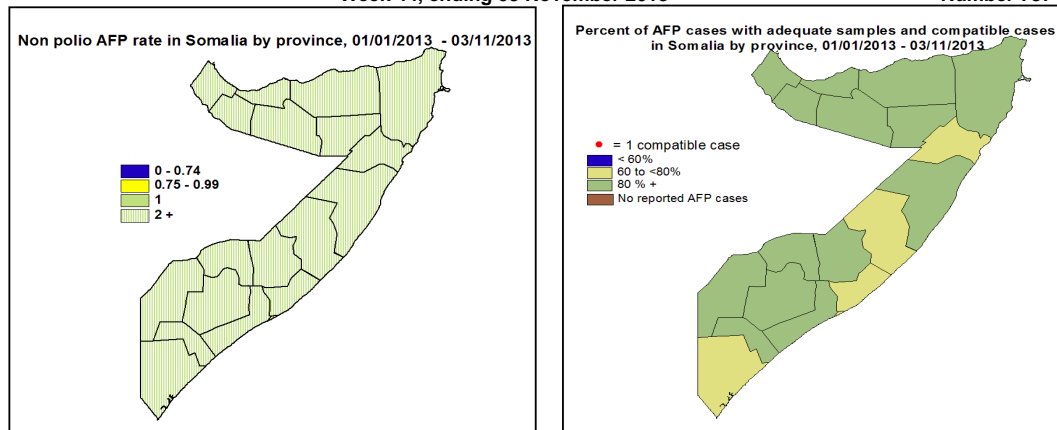 Non polio AFP rate in Somalia by province, 01/01/2013 - 03/11/2013
0 - 0.74
0.75 - 0.99
1
2 +
Percent of AFP cases with adequate samples and compatible cases
in Somalia by province, 01/01/2013 - 03/11/2013
= 1 compatible case
< 60%
60 to <80%
80 % +
No reported AFP cases